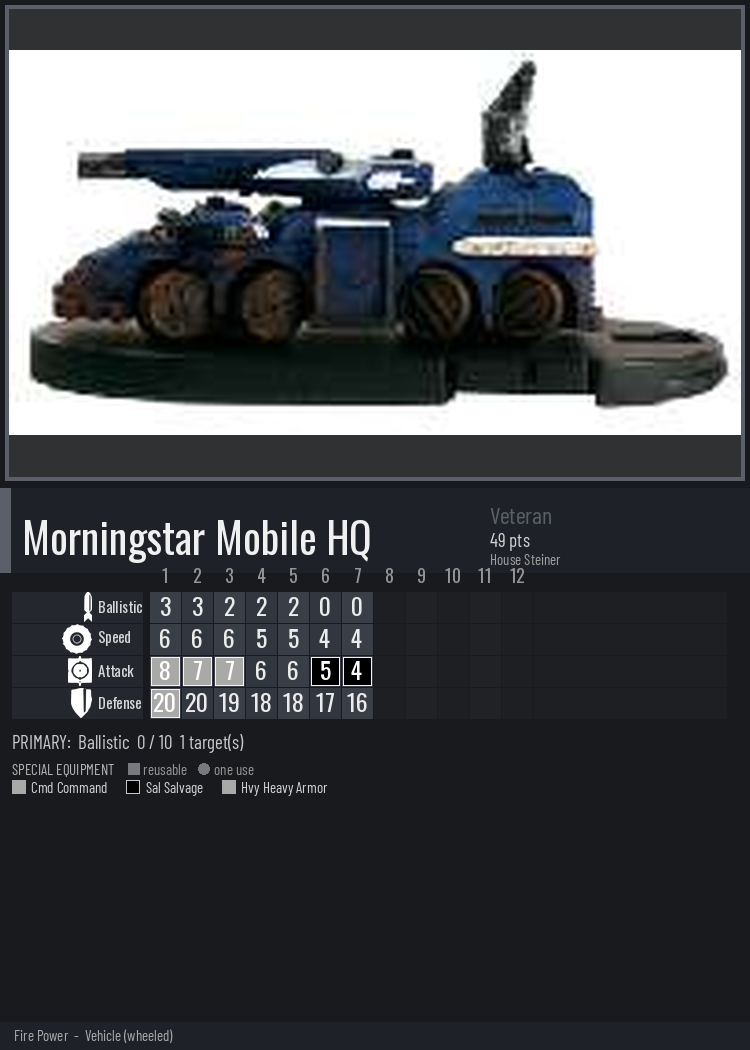 Morningstar Mobile HQ
Veteran
49 pts
House Steiner
1 2 3 4 5 6 7 8 9 10 11 12
Ballistic 3 3 2 2 2 0 0
Speed 6 6 6 5 5 4 4
Attack 8 7 7 6 6 5 4
Defense 20 20 19 18 18 17 16
PRIMARY: Ballistic 0 / 10 1 target(s)
SPECIAL EQUIPMENT reusable one use
Cmd Command Sal Salvage Hvy Heavy Armor
Fire Power - Vehicle (wheeled)